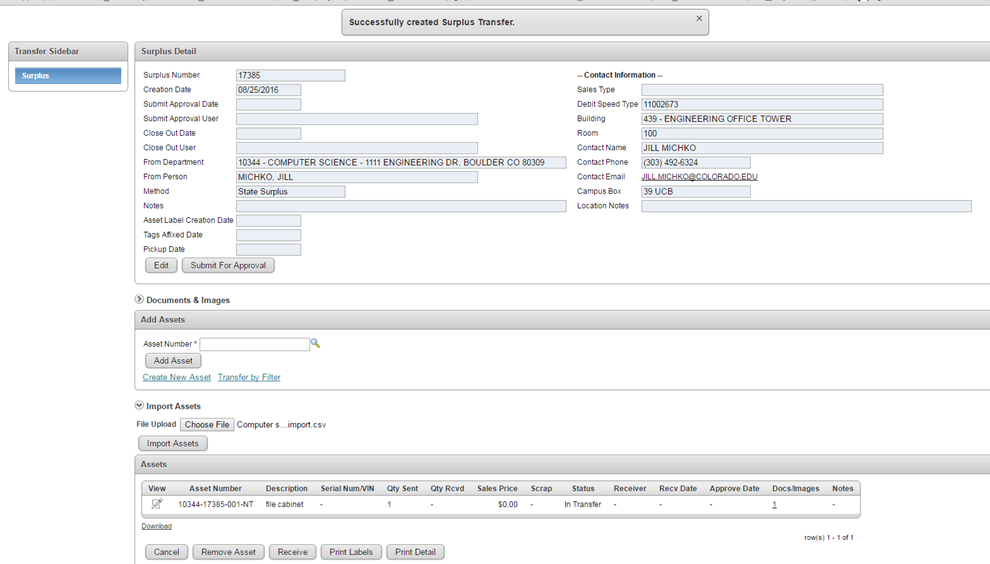 Successfully created Surplus Transfer.
Transfer Sidebar
Surplus
Surplus Detail
Surplus Number 17385
Creation Date 08/25/2016
Submit Approval Date
Submit Approval User
Close Out Date
Close Out User
From Department 10344 - COMPUTER SCIENCE - 1111 ENGINEERING DR, BOULDER CO 80309
From Person MICHKO, JILL
Method State Surplus
Notes
Asset Label Creation Date
Tags Affixed Date
Pickup Date
Edit Submit For Approval
-- Contact Information --
Sales Type
Debit Speed Type 11002673
Building 439 - ENGINEERING OFFICE TOWER
Room 100
Contact Name JILL MICHKO
Contact Phone (303) 492-6324
Contact Email JILL.MICHKO@COLORADO.EDU
Campus Box 39 UCB
Location Notes
Documents & Images
Add Assets
Asset Number *
Add Asset
Create New Asset Transfer by Filter
Import Assets
File Upload Choose File Computer s...import.csv
Import Assets
Assets
View Asset Number Description Serial Num/VIN Qty Sent Qty Rcvd Sales Price Scrap Status Receiver Recv Date Approve Date Docs/Images Notes
10344-17385-001-NT file cabinet - 1 - $0.00 - In Transfer - - - 1 -
Download
row(s) 1 - 1 of 1
Cancel Remove Asset Receive Print Labels Print Detail